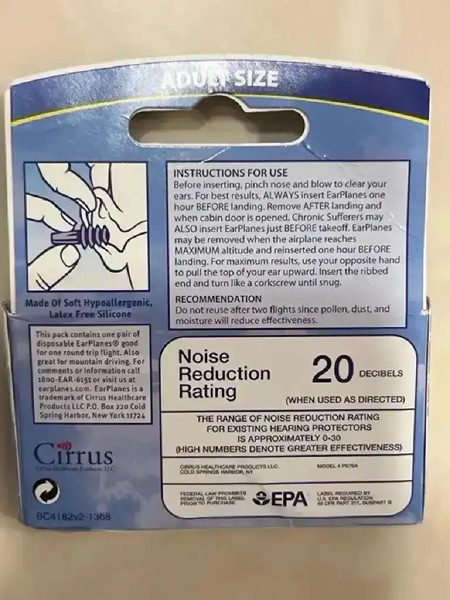 ADULT SIZE
INSTRUCTIONS FOR USE
Before inserting, pinch nose and blow to clear your
ears. For best results, ALWAYS insert EarPlanes one
hour BEFORE landing. Remove AFTER landing and
when cabin door is opened. Chronic Sufferers may
ALSO insert EarPlanes just BEFORE takeoff. EarPlanes
may be removed when the airplane reaches
MAXIMUM altitude and reinserted one hour BEFORE
landing. For maximum results, use your opposite hand
to pull the top of your ear upward. Insert the ribbed
end and turn like a corkscrew until snug.
RECOMMENDATION
Do not reuse after two flights since pollen, dust, and
moisture will reduce effectiveness.
Made Of Soft Hypoallergenic,
Latex Free Silicone
This pack contains one pair of
disposable EarPlanes® good
for one round trip flight. Also
great for mountain driving. For
comments or information call
1800-EAR-6151 or visit us at
earplanes.com. EarPlanes is a
trademark of Cirrus Healthcare
Products LLC P.O. Box 220 Cold
Spring Harbor, New York 11724
Cirrus
Cirrus Healthcare Products, LLC
BC4182v2-1368
Noise
Reduction
Rating
20 DECIBELS
(WHEN USED AS DIRECTED)
THE RANGE OF NOISE REDUCTION RATING
FOR EXISTING HEARING PROTECTORS
IS APPROXIMATELY 0-30
(HIGH NUMBERS DENOTE GREATER EFFECTIVENESS)
CIRRUS HEALTHCARE PRODUCTS LLC.
COLD SPRINGS HARBOR, NY
MODEL #
FEDERAL LAW PROHIBITS
REMOVAL OF THIS LABEL
PRIOR TO PURCHASE
EPA
LABEL REQUIRED BY
U.S. EPA REGULATION
40 CFR PART 211, SUBPART B